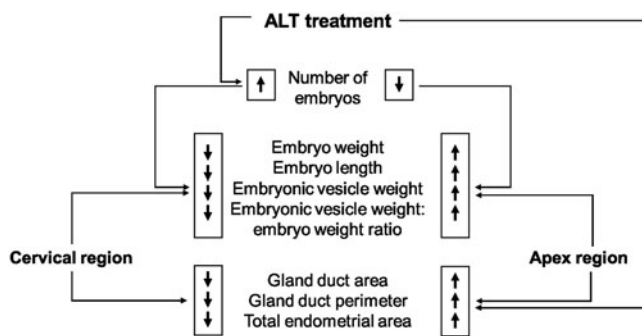 ALT treatment
Number of
embryos
Embryo weight
Embryo length
Embryonic vesicle weight
Embryonic vesicle weight:
embryo weight ratio
Cervical region
Apex region
Gland duct area
Gland duct perimeter
Total endometrial area